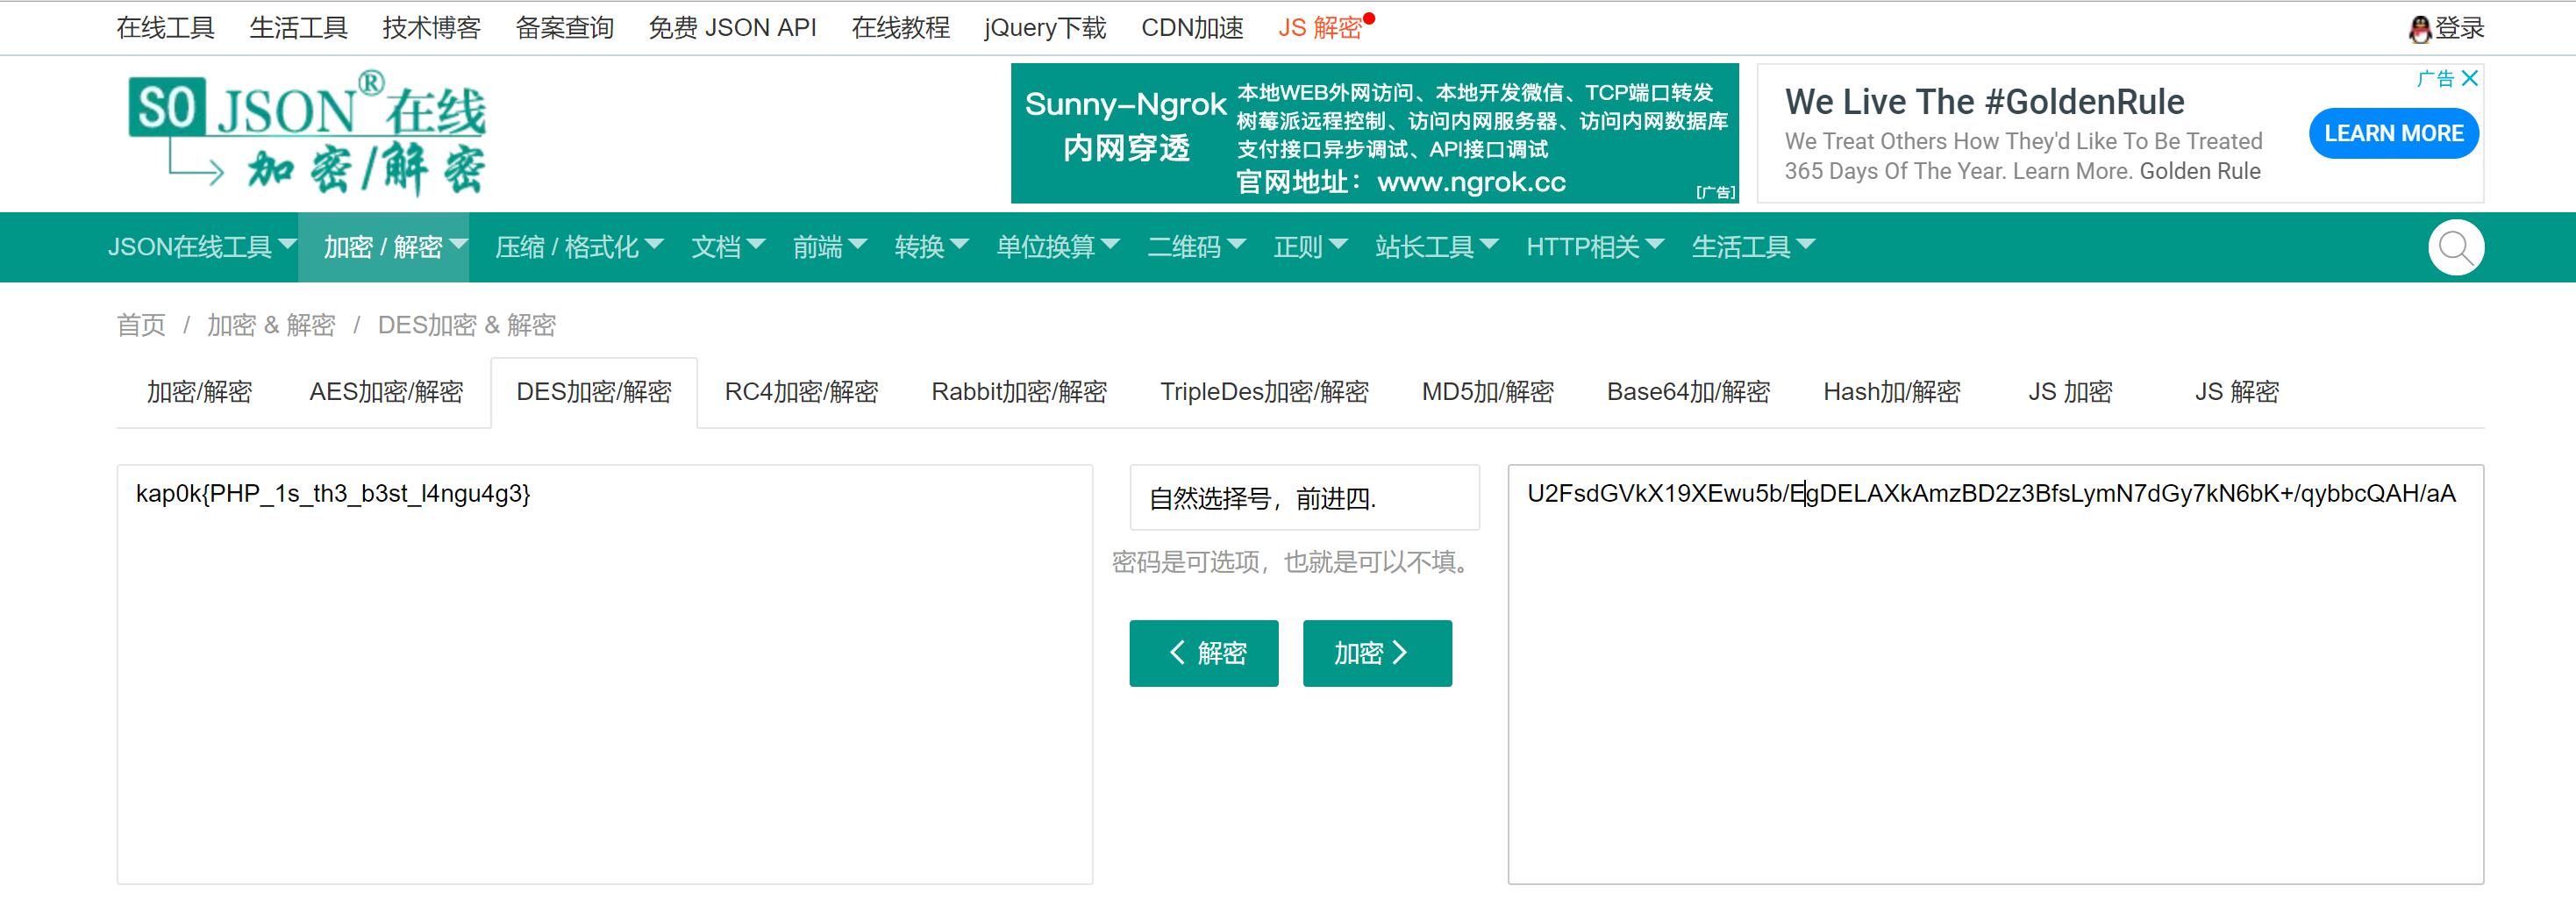 在线工具 生活工具 技术博客 备案查询 免费 JSON API 在线教程 jQuery下载 CDN加速 JS 解密 登录
SO JSON®在线
加密/解密
Sunny-Ngrok
内网穿透
本地WEB外网访问、本地开发微信、TCP端口转发
树莓派远程控制、访问内网服务器、访问内网数据库
支付接口异步调试、API接口调试
官网地址：www.ngrok.cc
[广告]
广告
We Live The #GoldenRule
We Treat Others How They'd Like To Be Treated
365 Days Of The Year. Learn More. Golden Rule
LEARN MORE
JSON在线工具 加密 / 解密 压缩 / 格式化 文档 前端 转换 单位换算 二维码 正则 站长工具 HTTP相关 生活工具
首页 / 加密 & 解密 / DES加密 & 解密
加密/解密 AES加密/解密 DES加密/解密 RC4加密/解密 Rabbit加密/解密 TripleDes加密/解密 MD5加/解密 Base64加/解密 Hash加/解密 JS 加密 JS 解密
kap0k{PHP_1s_th3_b3st_l4ngu4g3}
自然选择号，前进四.
密码是可选项，也就是可以不填。
解密 加密
U2FsdGVkX19XEwu5b/EgDELAXkAmzBD2z3BfsLymN7dGy7kN6bK+/qybbcQAH/aA